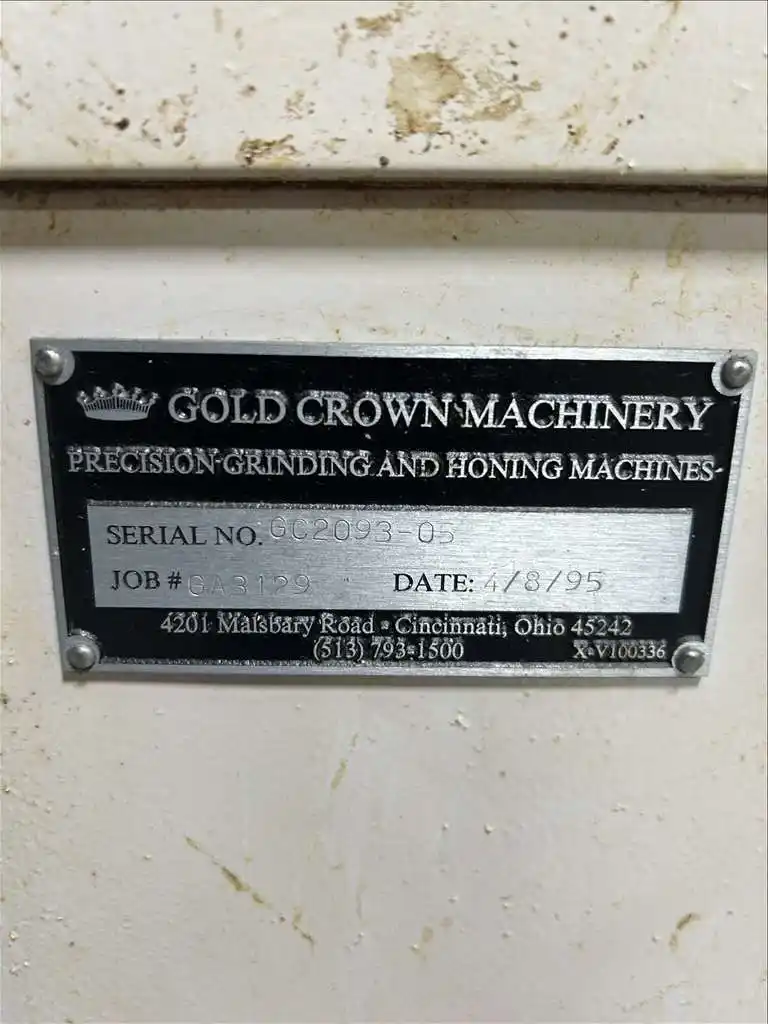 GOLD CROWN MACHINERY
PRECISION GRINDING AND HONING MACHINES
SERIAL NO. GC2093-05
JOB # GA3129 DATE: 4/8/95
4201 Malsbary Road - Cincinnati, Ohio 45242
(513) 793-1500 X-V100336